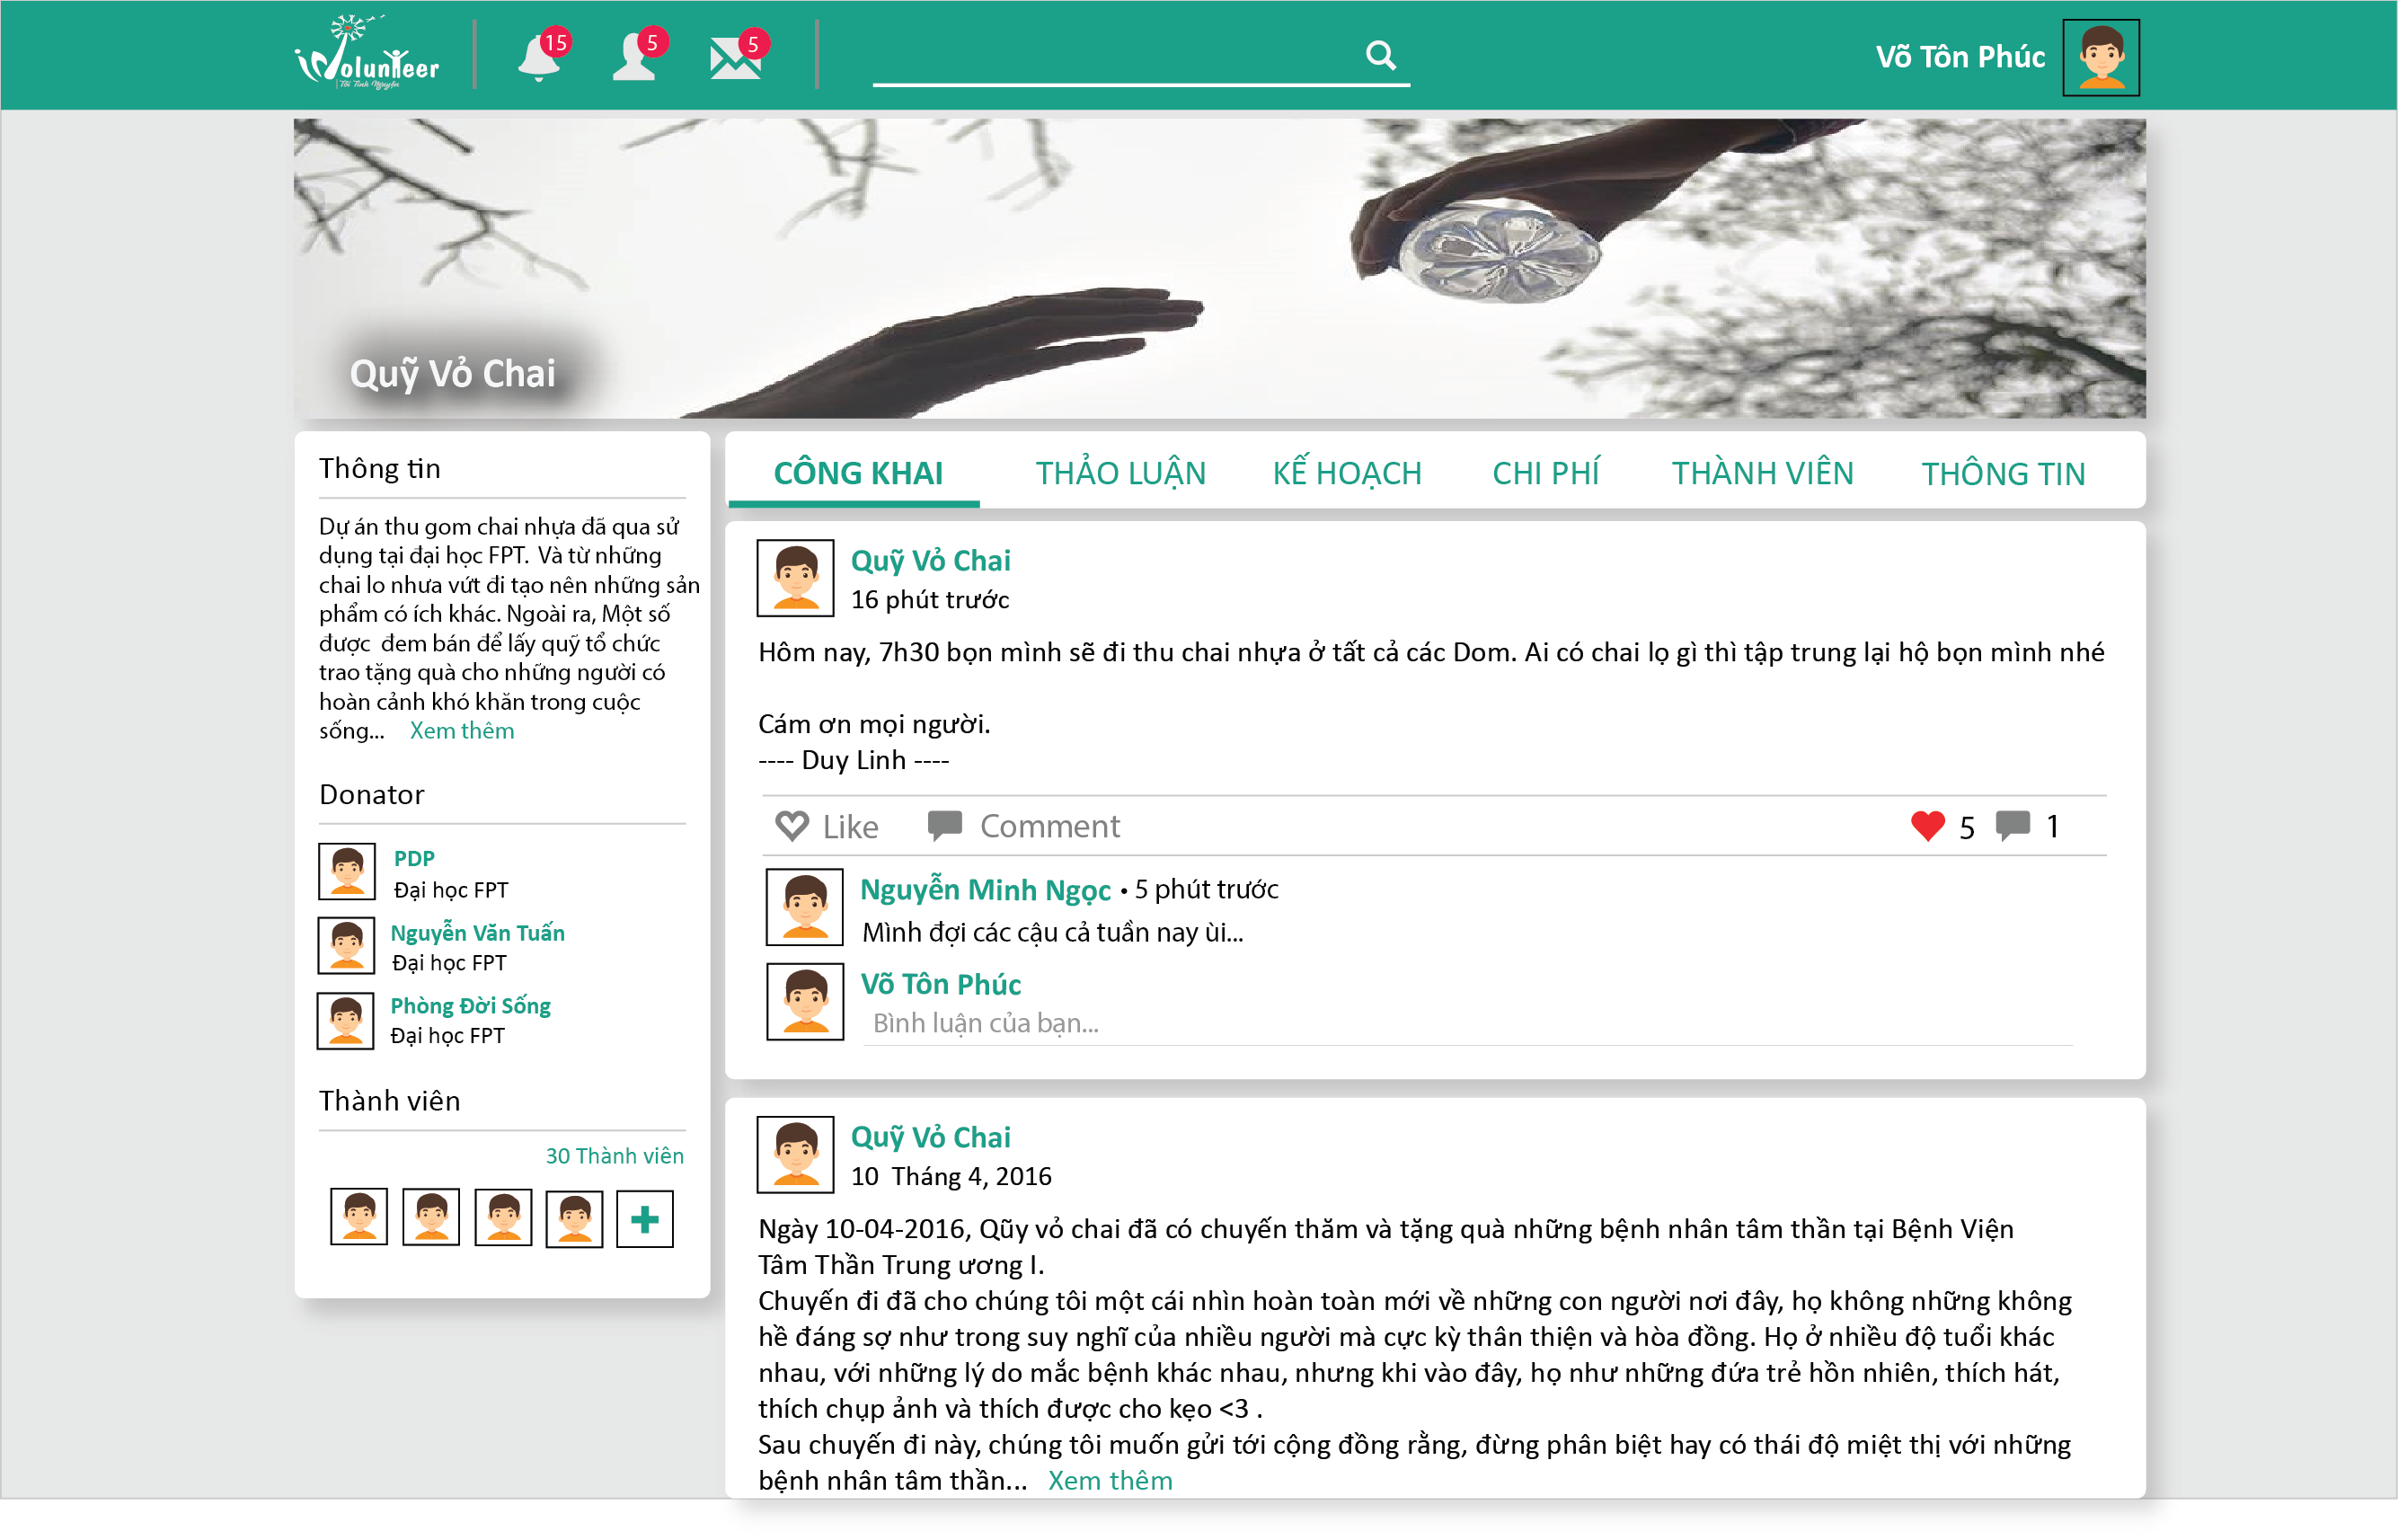 Volunteer
Tôi Tình Nguyện
15
5
5
Võ Tôn Phúc
Quỹ Vỏ Chai
Thông tin
Dự án thu gom chai nhựa đã qua sử
dụng tại đại học FPT. Và từ những
chai lo nhưa vứt đi tạo nên những sản
phẩm có ích khác. Ngoài ra, Một số
được đem bán để lấy quỹ tổ chức
trao tặng quà cho những người có
hoàn cảnh khó khăn trong cuộc
sống... Xem thêm
Donator
PDP
Đại học FPT
Nguyễn Văn Tuấn
Đại học FPT
Phòng Đời Sống
Đại học FPT
Thành viên
30 Thành viên
CÔNG KHAI THẢO LUẬN KẾ HOẠCH CHI PHÍ THÀNH VIÊN THÔNG TIN
Quỹ Vỏ Chai
16 phút trước
Hôm nay, 7h30 bọn mình sẽ đi thu chai nhựa ở tất cả các Dom. Ai có chai lọ gì thì tập trung lại hộ bọn mình nhé
Cám ơn mọi người.
---- Duy Linh ----
Like Comment 5 1
Nguyễn Minh Ngọc • 5 phút trước
Mình đợi các cậu cả tuần nay ùi...
Võ Tôn Phúc
Bình luận của bạn...
Quỹ Vỏ Chai
10 Tháng 4, 2016
Ngày 10-04-2016, Qũy vỏ chai đã có chuyến thăm và tặng quà những bệnh nhân tâm thần tại Bệnh Viện
Tâm Thần Trung ương I.
Chuyến đi đã cho chúng tôi một cái nhìn hoàn toàn mới về những con người nơi đây, họ không những không
hề đáng sợ như trong suy nghĩ của nhiều người mà cực kỳ thân thiện và hòa đồng. Họ ở nhiều độ tuổi khác
nhau, với những lý do mắc bệnh khác nhau, nhưng khi vào đây, họ như những đứa trẻ hồn nhiên, thích hát,
thích chụp ảnh và thích được cho kẹo <3 .
Sau chuyến đi này, chúng tôi muốn gửi tới cộng đồng rằng, đừng phân biệt hay có thái độ miệt thị với những
bệnh nhân tâm thần... Xem thêm